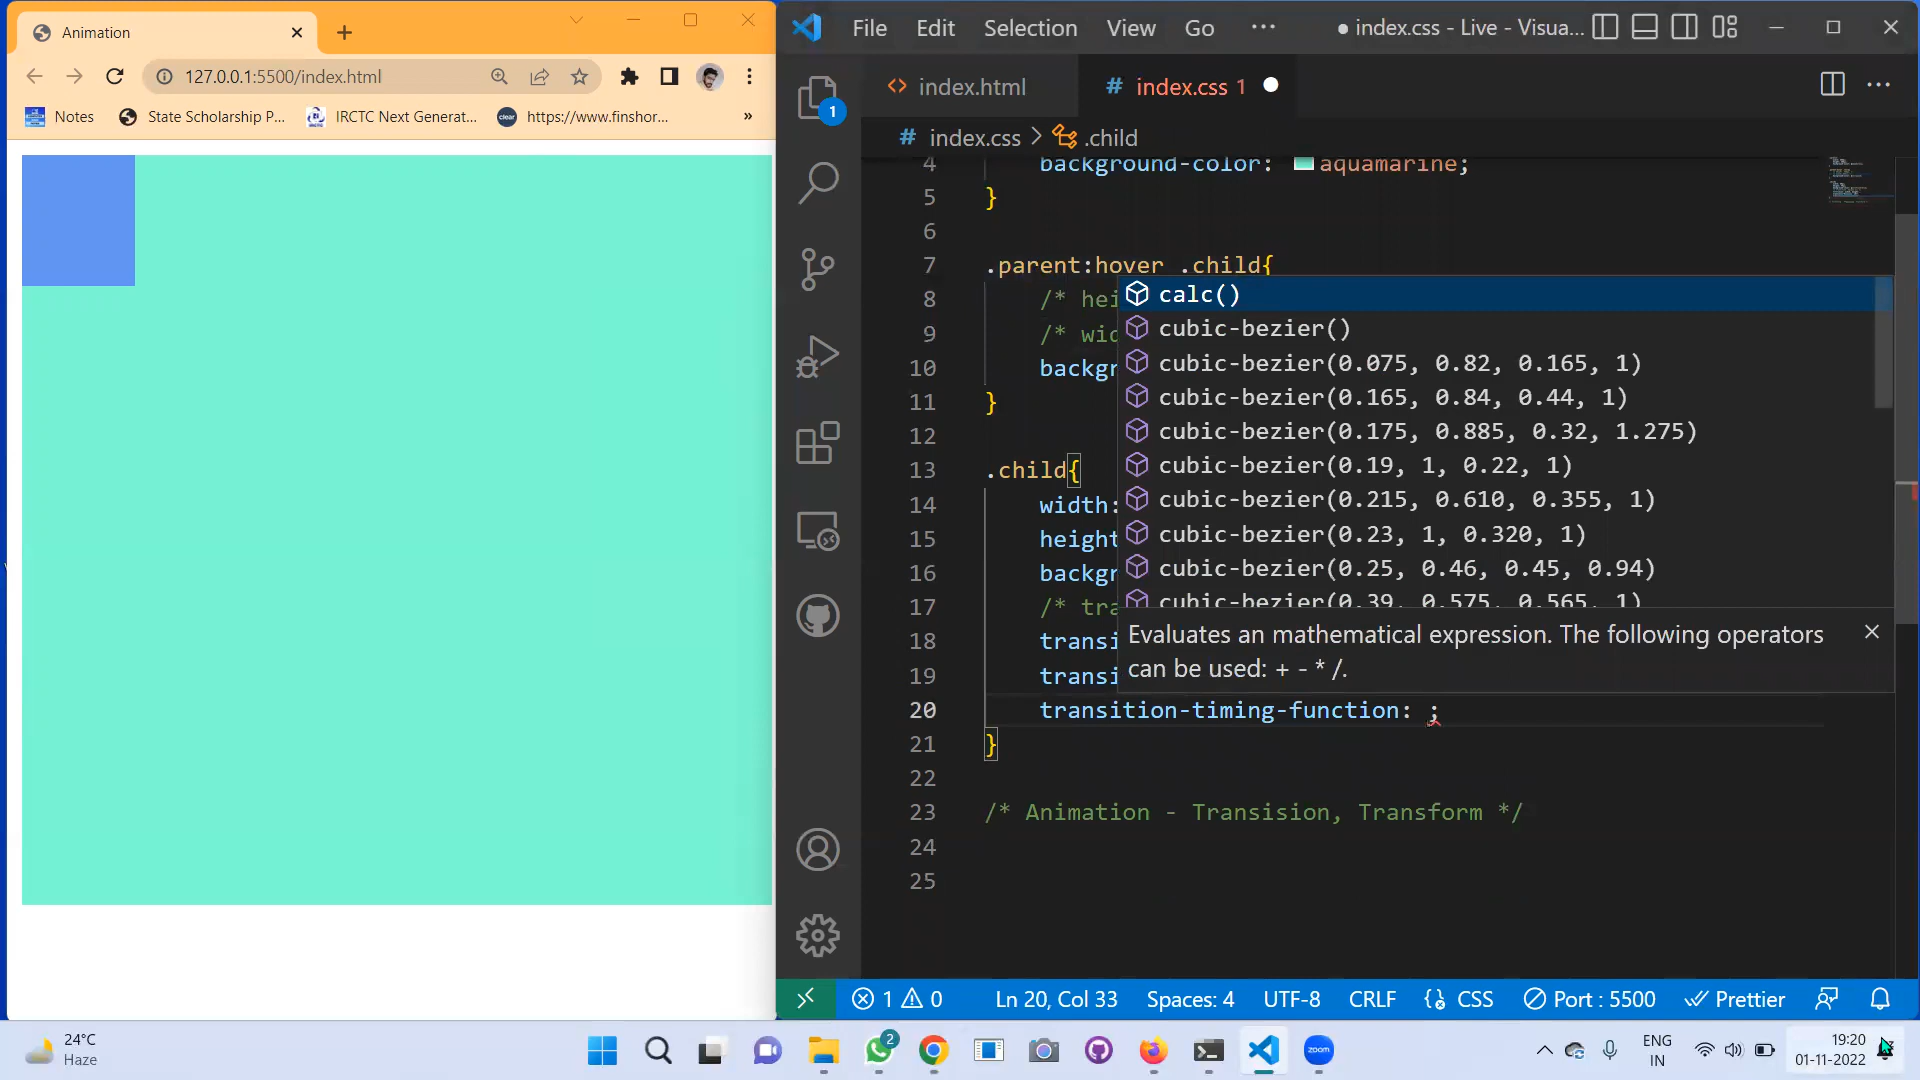 Animation
127.0.0.1:5500/index.html
Notes
State Scholarship P...
IRCTC Next Generat...
https://www.finshor...
»
File Edit Selection View Go ···
● index.css - Live - Visua...
index.html
# index.css 1
# index.css > .child
1
4 background-color: aquamarine;
5 }
6
7 .parent:hover .child{
8 /* hei
9 /* wid
10 backgr
11 }
12
13 .child{
14 width:
15 height
16 backgr
17 /* tra
18 transi
19 transi
20 transition-timing-function: ;
21 }
22
23 /* Animation - Transision, Transform */
24
25
calc()
cubic-bezier()
cubic-bezier(0.075, 0.82, 0.165, 1)
cubic-bezier(0.165, 0.84, 0.44, 1)
cubic-bezier(0.175, 0.885, 0.32, 1.275)
cubic-bezier(0.19, 1, 0.22, 1)
cubic-bezier(0.215, 0.610, 0.355, 1)
cubic-bezier(0.23, 1, 0.320, 1)
cubic-bezier(0.25, 0.46, 0.45, 0.94)
cubic-bezier(0.39, 0.575, 0.565, 1)
Evaluates an mathematical expression. The following operators
can be used: + - * /.
1 0 Ln 20, Col 33 Spaces: 4 UTF-8 CRLF CSS Port : 5500 Prettier
24°C
Haze
2
zoom
ENG
IN
19:20
01-11-2022